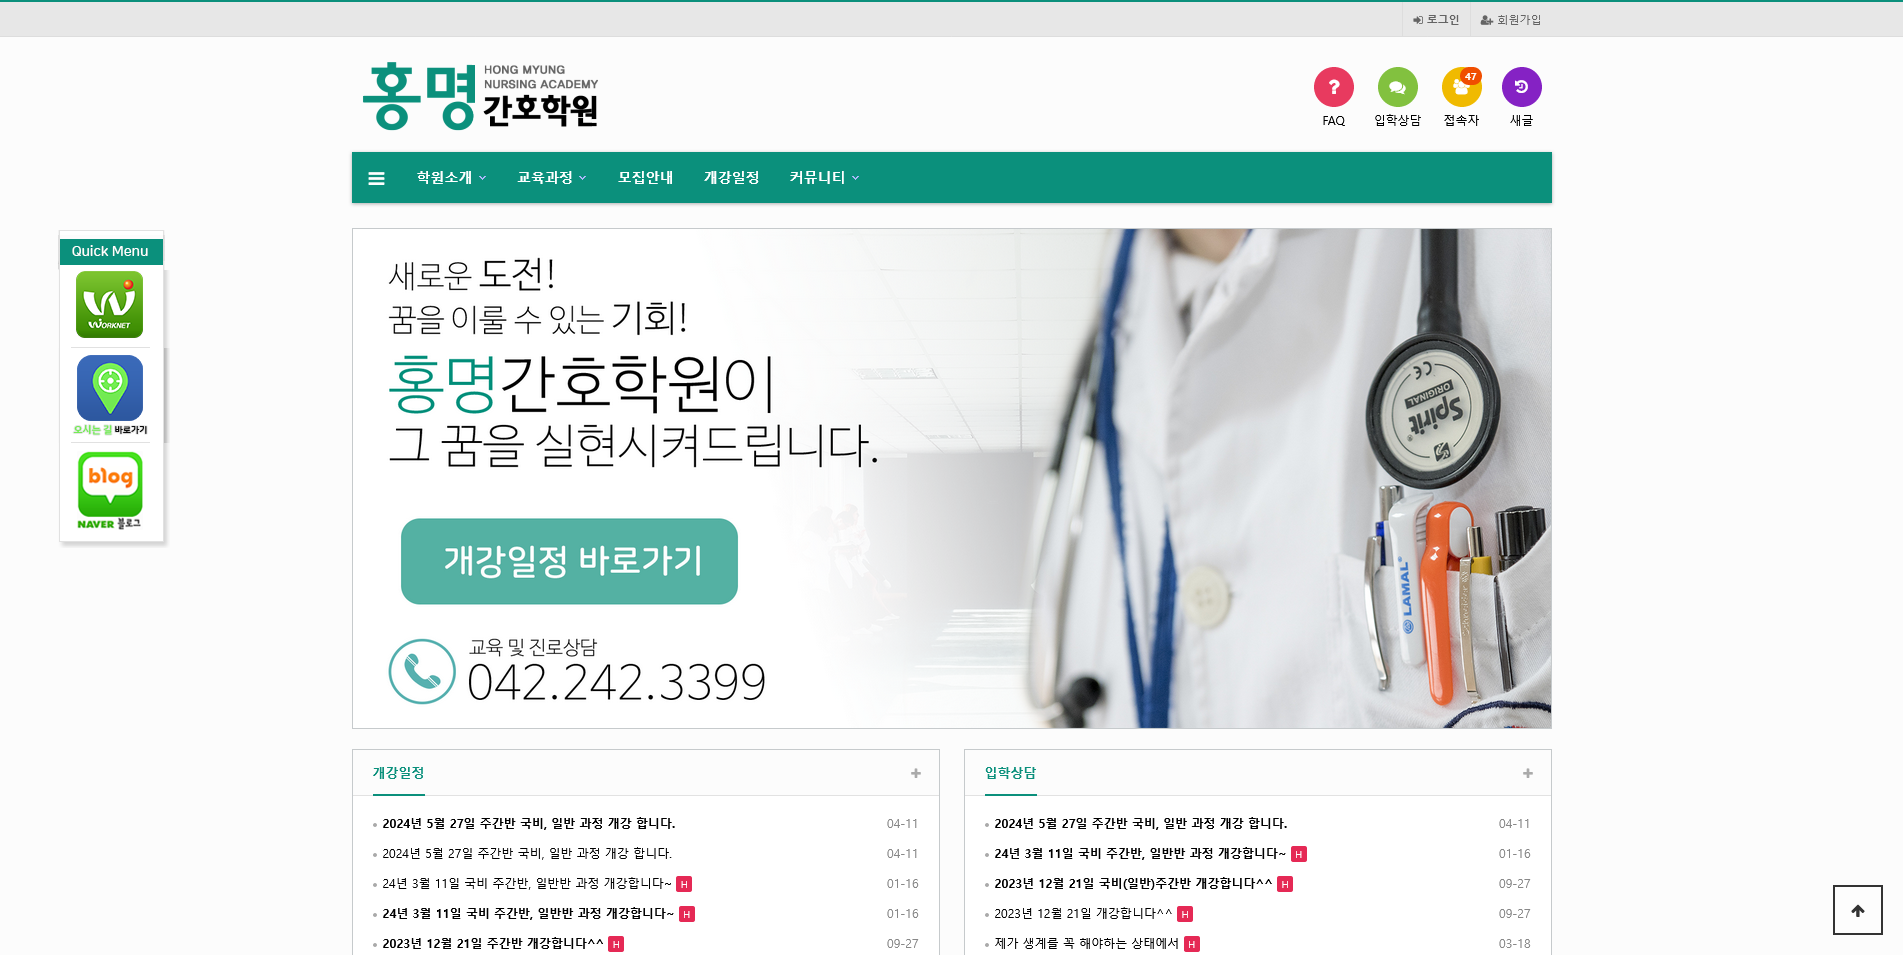 로그인
회원가입
홍명
HONG MYUNG
NURSING ACADEMY
간호학원
47
FAQ
입학상담
접속자
새글
학원소개
교육과정
모집안내
개강일정
커뮤니티
Quick Menu
WORKNET
오시는 길 바로가기
blog
NAVER 블로그
새로운 도전!
꿈을 이룰 수 있는 기회!
홍명간호학원이
그 꿈을 실현시켜드립니다.
개강일정 바로가기
교육 및 진로상담
042.242.3399
CE
ORIGINAL
Spirit
LAMAL
개강일정
2024년 5월 27일 주간반 국비, 일반 과정 개강 합니다. 04-11
2024년 5월 27일 주간반 국비, 일반 과정 개강 합니다. 04-11
24년 3월 11일 국비 주간반, 일반반 과정 개강합니다~ H 01-16
24년 3월 11일 국비 주간반, 일반반 과정 개강합니다~ H 01-16
2023년 12월 21일 주간반 개강합니다^^ H 09-27
입학상담
2024년 5월 27일 주간반 국비, 일반 과정 개강 합니다. 04-11
24년 3월 11일 국비 주간반, 일반반 과정 개강합니다~ H 01-16
2023년 12월 21일 국비(일반)주간반 개강합니다^^ H 09-27
2023년 12월 21일 개강합니다^^ H 09-27
제가 생계를 꼭 해야하는 상태에서 H 03-18